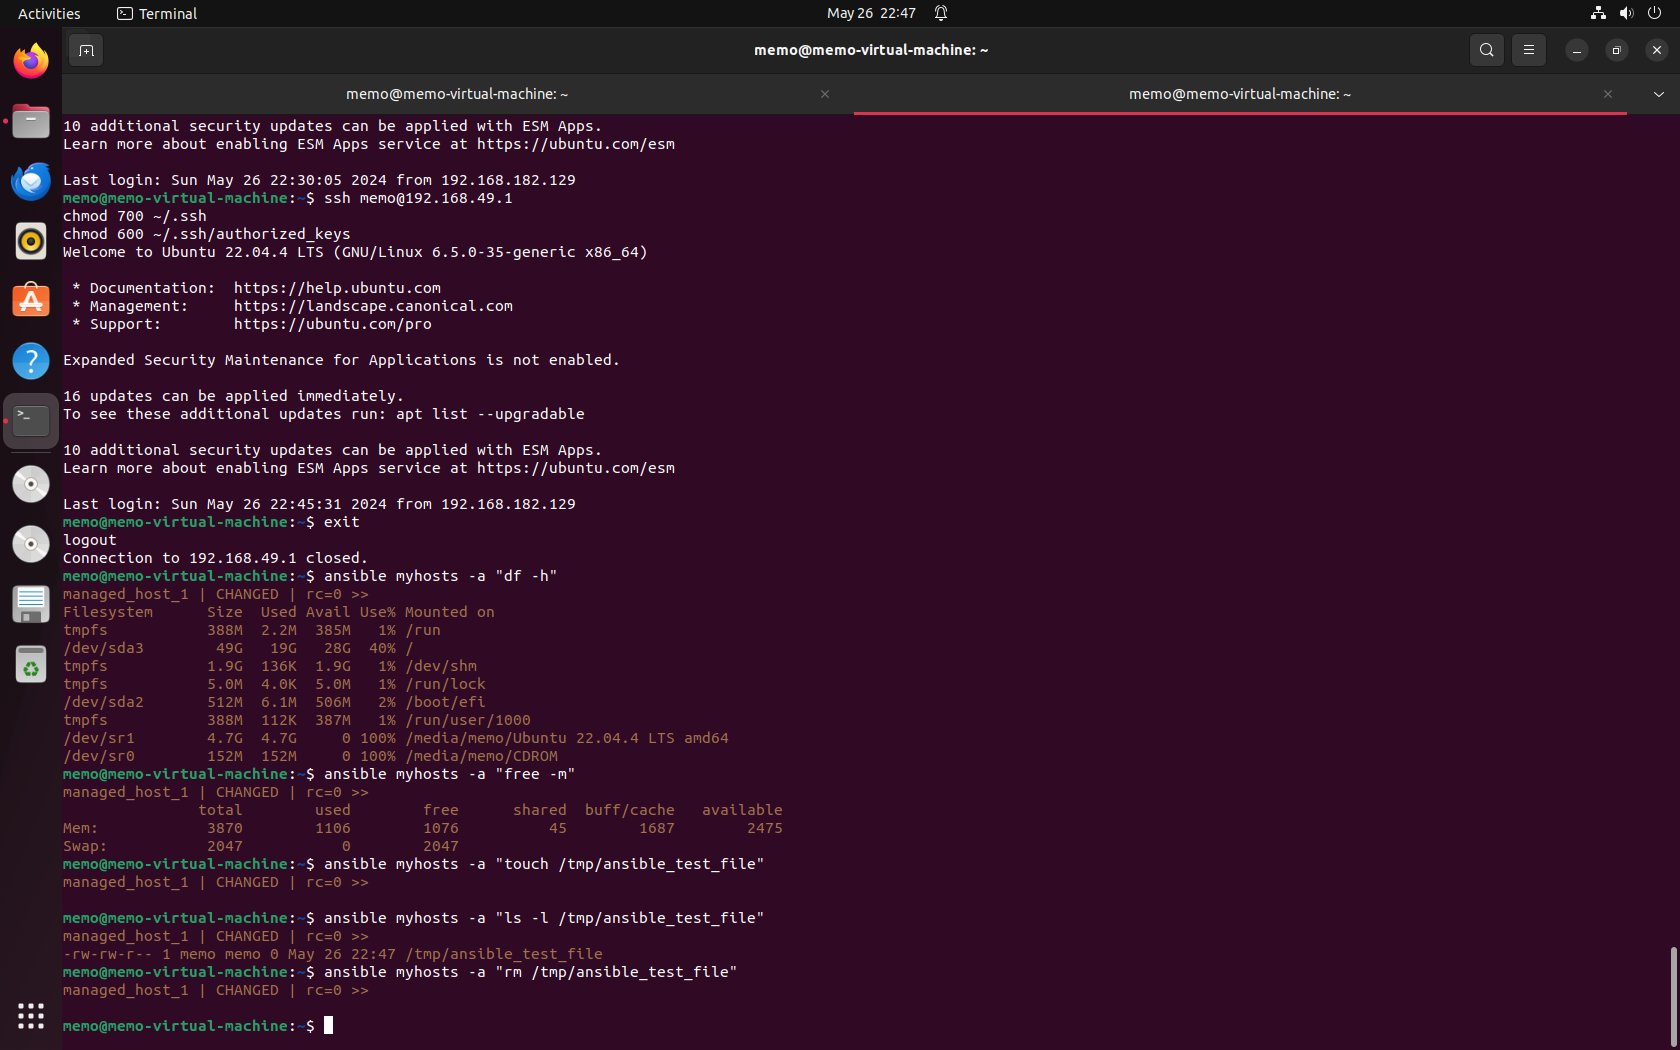 Activities
Terminal
May 26 22:47
memo@memo-virtual-machine: ~
memo@memo-virtual-machine: ~
memo@memo-virtual-machine: ~
10 additional security updates can be applied with ESM Apps.
Learn more about enabling ESM Apps service at https://ubuntu.com/esm
Last login: Sun May 26 22:30:05 2024 from 192.168.182.129
memo@memo-virtual-machine:~$ ssh memo@192.168.49.1
chmod 700 ~/.ssh
chmod 600 ~/.ssh/authorized_keys
Welcome to Ubuntu 22.04.4 LTS (GNU/Linux 6.5.0-35-generic x86_64)
* Documentation:  https://help.ubuntu.com
* Management:     https://landscape.canonical.com
* Support:        https://ubuntu.com/pro
Expanded Security Maintenance for Applications is not enabled.
16 updates can be applied immediately.
To see these additional updates run: apt list --upgradable
10 additional security updates can be applied with ESM Apps.
Learn more about enabling ESM Apps service at https://ubuntu.com/esm
Last login: Sun May 26 22:45:31 2024 from 192.168.182.129
memo@memo-virtual-machine:~$ exit
logout
Connection to 192.168.49.1 closed.
memo@memo-virtual-machine:~$ ansible myhosts -a "df -h"
managed_host_1 | CHANGED | rc=0 >>
Filesystem      Size  Used Avail Use% Mounted on
tmpfs           388M  2.2M  385M   1% /run
/dev/sda3        49G   19G   28G  40% /
tmpfs           1.9G  136K  1.9G   1% /dev/shm
tmpfs           5.0M  4.0K  5.0M   1% /run/lock
/dev/sda2       512M  6.1M  506M   2% /boot/efi
tmpfs           388M  112K  387M   1% /run/user/1000
/dev/sr1        4.7G  4.7G     0 100% /media/memo/Ubuntu 22.04.4 LTS amd64
/dev/sr0        152M  152M     0 100% /media/memo/CDROM
memo@memo-virtual-machine:~$ ansible myhosts -a "free -m"
managed_host_1 | CHANGED | rc=0 >>
total        used        free      shared  buff/cache   available
Mem:            3870        1106        1076          45        1687        2475
Swap:           2047           0        2047
memo@memo-virtual-machine:~$ ansible myhosts -a "touch /tmp/ansible_test_file"
managed_host_1 | CHANGED | rc=0 >>
memo@memo-virtual-machine:~$ ansible myhosts -a "ls -l /tmp/ansible_test_file"
managed_host_1 | CHANGED | rc=0 >>
-rw-rw-r-- 1 memo memo 0 May 26 22:47 /tmp/ansible_test_file
memo@memo-virtual-machine:~$ ansible myhosts -a "rm /tmp/ansible_test_file"
managed_host_1 | CHANGED | rc=0 >>
memo@memo-virtual-machine:~$